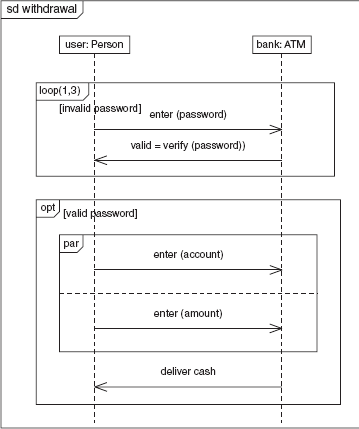 sd withdrawal
user: Person
bank: ATM
loop(1,3)
[invalid password]
enter (password)
valid = verify (password))
opt
[valid password]
par
enter (account)
enter (amount)
deliver cash